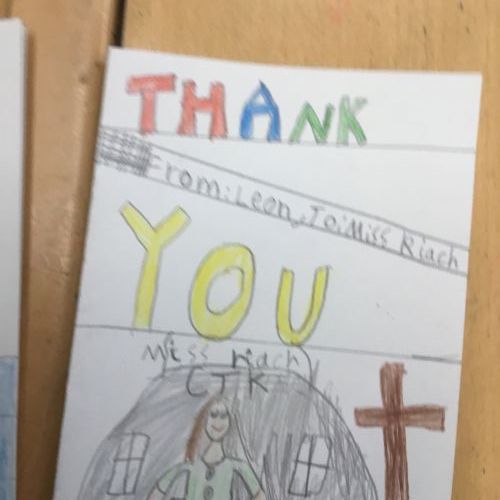 THANK
From: Leon, To: Miss Riach
YOU
Miss riach
CTK